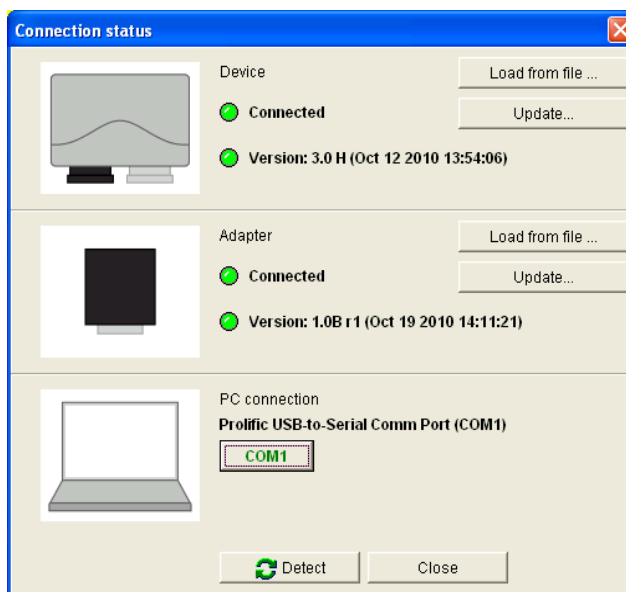 Connection status
Device
Load from file ...
Connected
Update...
Version: 3.0 H (Oct 12 2010 13:54:06)
Adapter
Load from file ...
Connected
Update...
Version: 1.0B r1 (Oct 19 2010 14:11:21)
PC connection
Prolific USB-to-Serial Comm Port (COM1)
COM1
Detect
Close